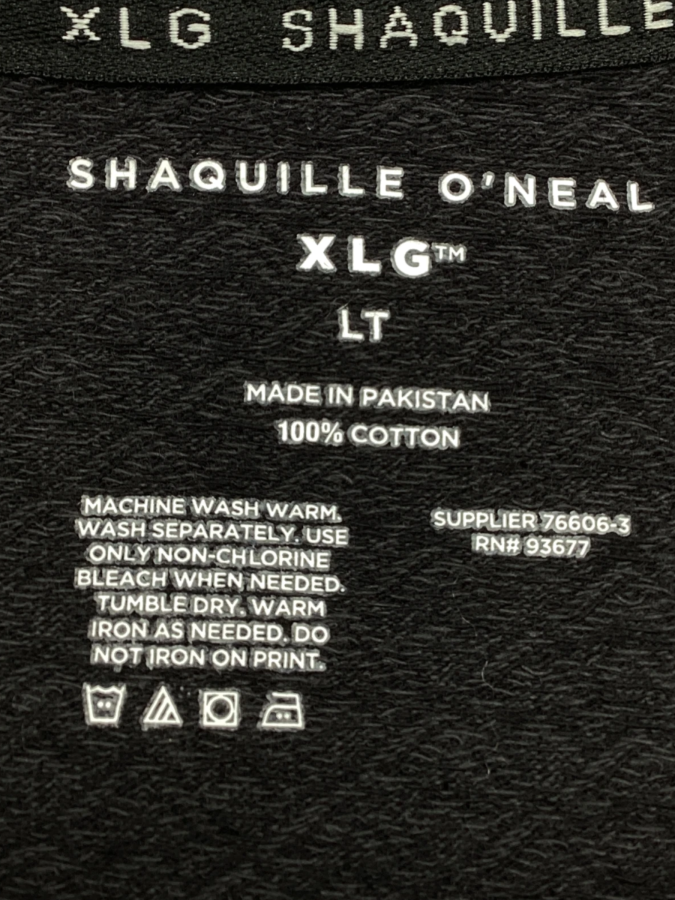 XLG SHAQUILLE
SHAQUILLE O'NEAL
XLG™
LT
MADE IN PAKISTAN
100% COTTON
MACHINE WASH WARM.
WASH SEPARATELY. USE
ONLY NON-CHLORINE
BLEACH WHEN NEEDED.
TUMBLE DRY. WARM
IRON AS NEEDED. DO
NOT IRON ON PRINT.
SUPPLIER 76606-3
RN# 93677